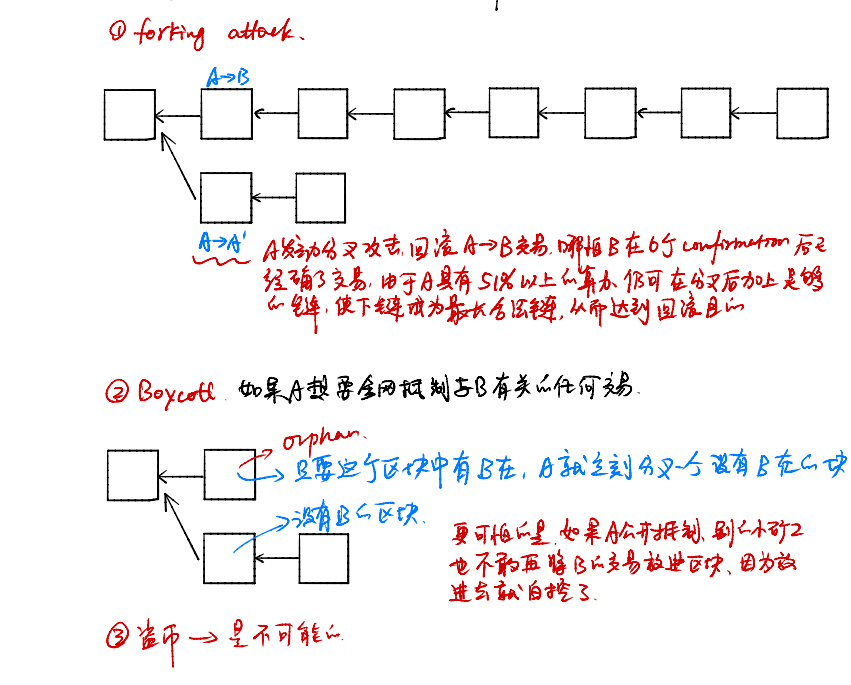 ① forking attack.
A→B
A→A'
A发动分叉攻击,回滚A→B交易,哪怕B在6个confirmation后已
经确了交易,由于A具有51%以上的算力,仍可在分叉后加上足够
的链,使下链成为最长合法链,从而达到回滚目的
② Boycott. 如果A想要全网抵制与B有关的任何交易.
orphan.
只要这个区块中有B在,A就立刻分叉一个没有B在的块
没有B的区块.
更可怕的是,如果A公开抵制,别的小矿工
也不敢再将B的交易放进区块,因为放
进去就白挖了.
③ 盗币→是不可能的